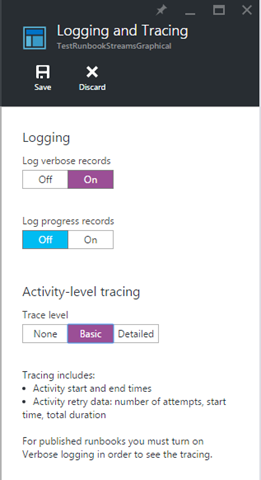 Logging and Tracing
TestRunbookStreamsGraphical
Save Discard
Logging
Log verbose records
Off On
Log progress records
Off On
Activity-level tracing
Trace level
None Basic Detailed
Tracing includes:
• Activity start and end times
• Activity retry data: number of attempts, start
time, total duration
For published runbooks you must turn on
Verbose logging in order to see the tracing.